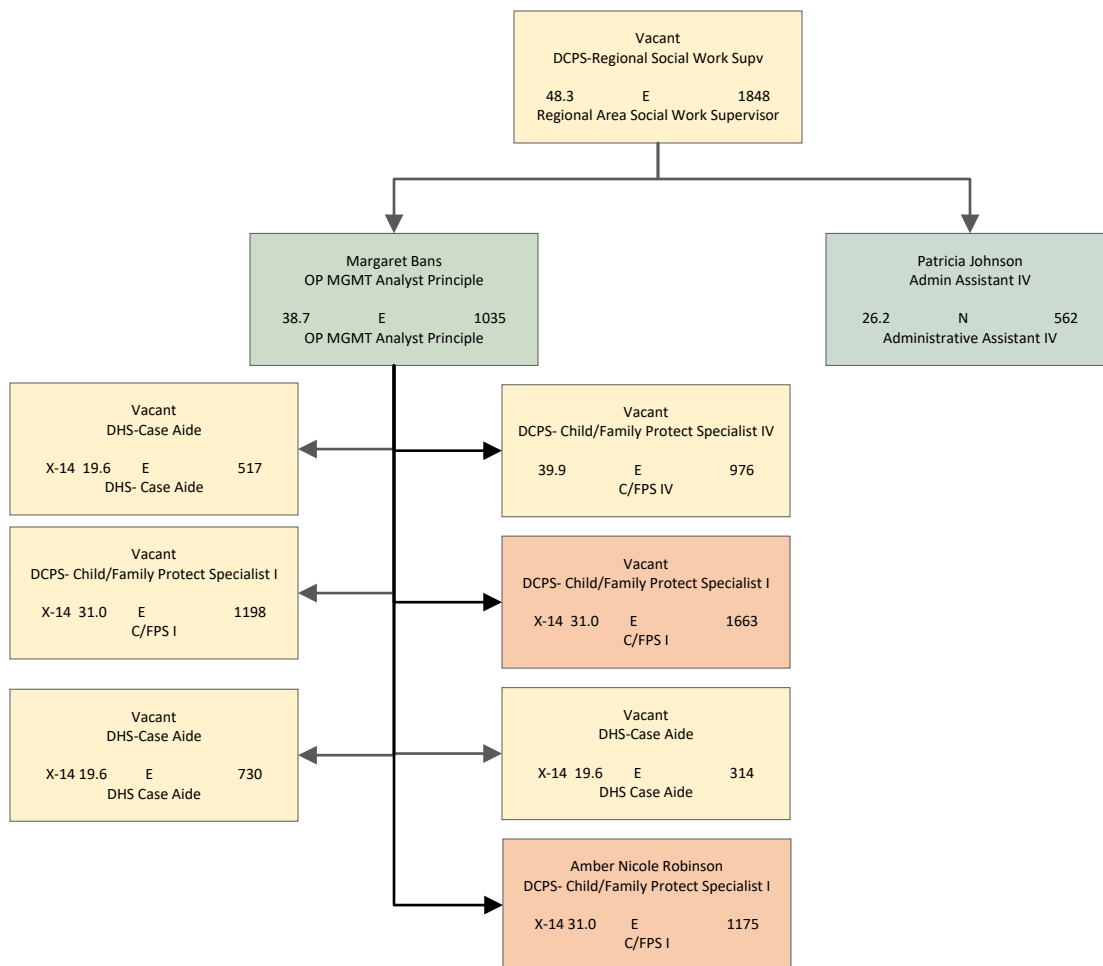 Vacant
DCPS-Regional Social Work Supv
48.3 E 1848
Regional Area Social Work Supervisor
Margaret Bans
OP MGMT Analyst Principle
38.7 E 1035
OP MGMT Analyst Principle
Patricia Johnson
Admin Assistant IV
26.2 N 562
Administrative Assistant IV
Vacant
DHS-Case Aide
X-14 19.6 E 517
DHS- Case Aide
Vacant
DCPS- Child/Family Protect Specialist IV
39.9 E 976
C/FPS IV
Vacant
DCPS- Child/Family Protect Specialist I
X-14 31.0 E 1198
C/FPS I
Vacant
DCPS- Child/Family Protect Specialist I
X-14 31.0 E 1663
C/FPS I
Vacant
DHS-Case Aide
X-14 19.6 E 730
DHS Case Aide
Vacant
DHS-Case Aide
X-14 19.6 E 314
DHS Case Aide
Amber Nicole Robinson
DCPS- Child/Family Protect Specialist I
X-14 31.0 E 1175
C/FPS I